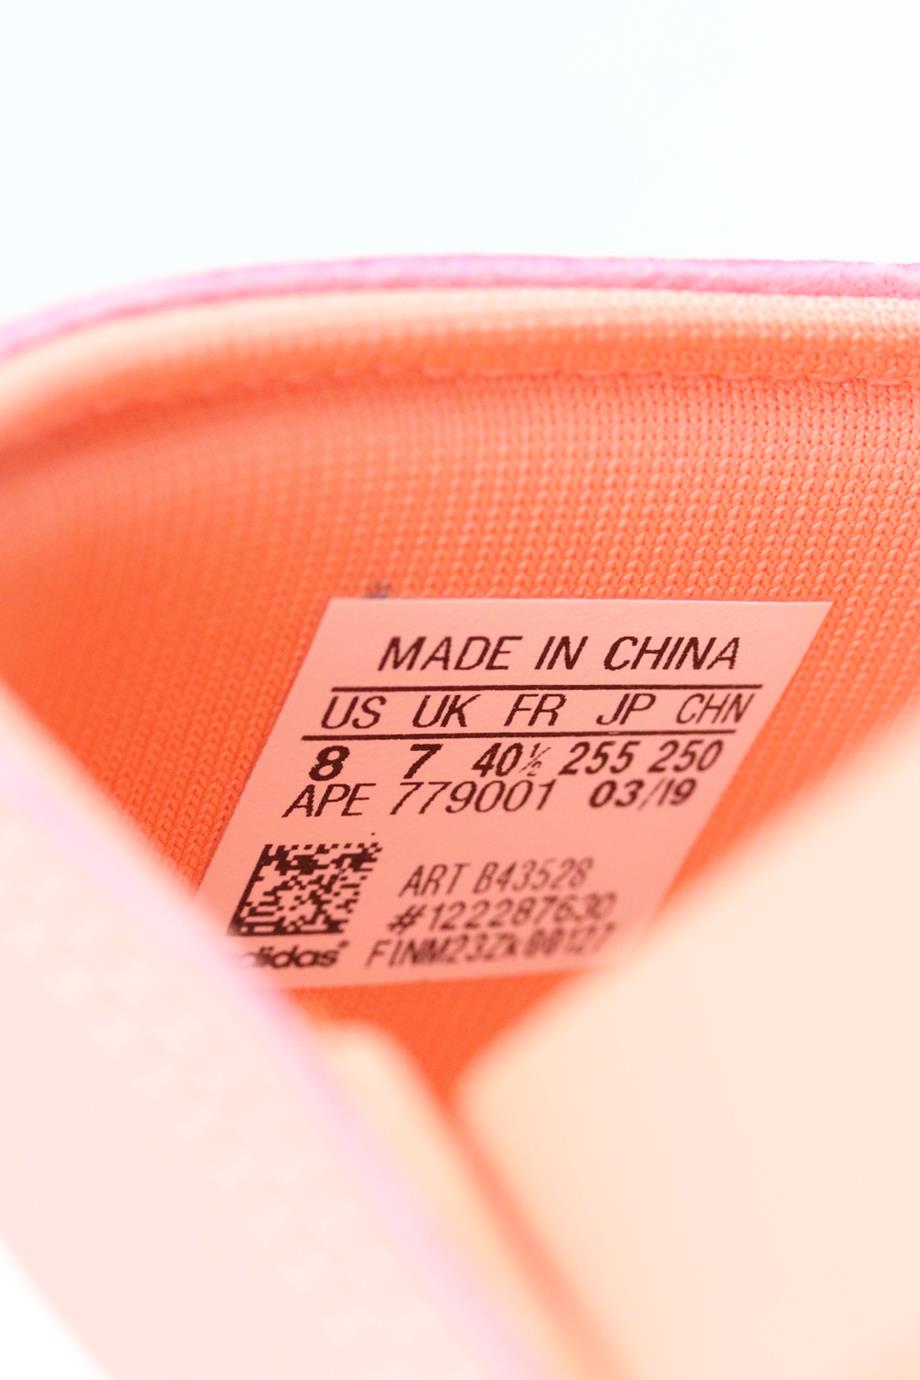 MADE IN CHINA
US UK FR JP CHN
8 7 40½ 255 250
APE 779001 03/19
ART B43528
#122287630
adidas®